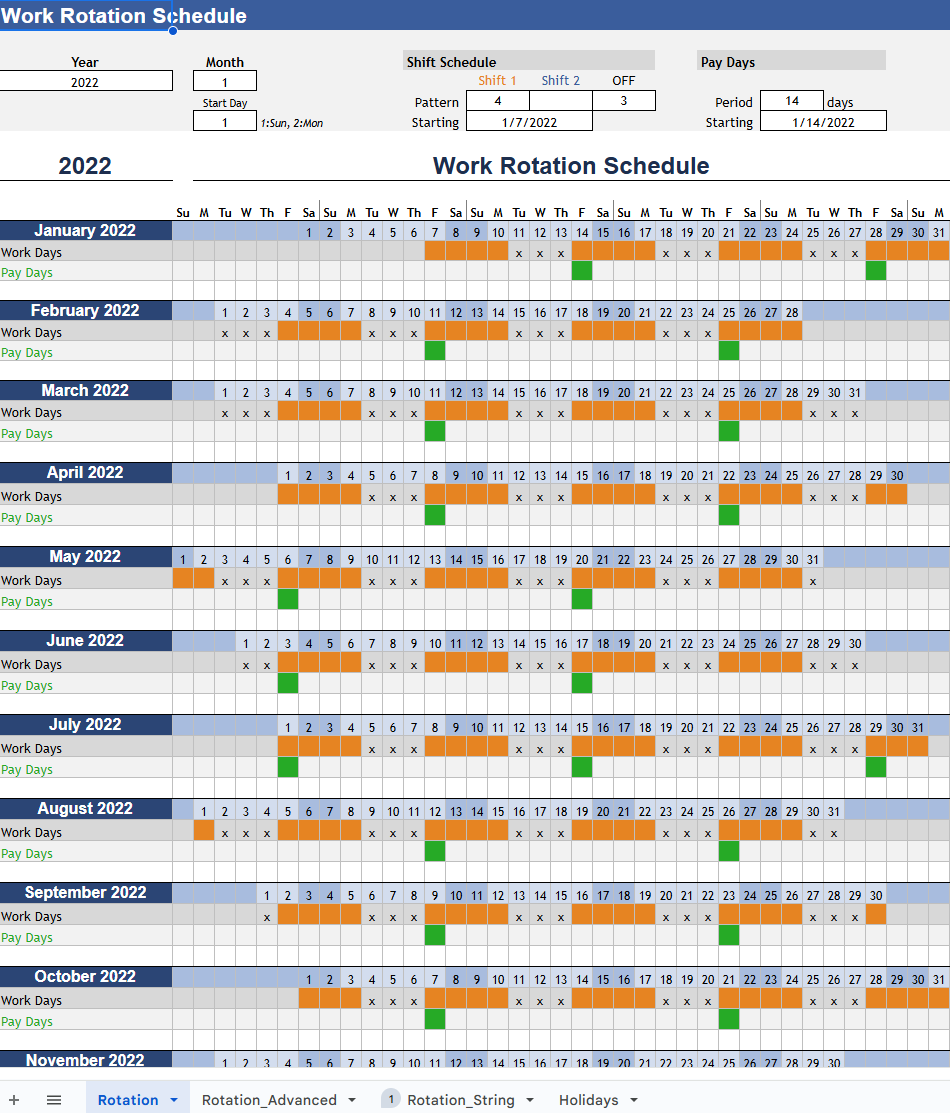 Work Rotation Schedule
Year Month Shift Schedule Pay Days
2022 1 Shift 1 Shift 2 OFF
Start Day Pattern 4 3 Period 14 days
1 1:Sun, 2:Mon Starting 1/7/2022 Starting 1/14/2022
2022 Work Rotation Schedule
Su M Tu W Th F Sa Su M Tu W Th F Sa Su M Tu W Th F Sa Su M Tu W Th F Sa Su M Tu W Th F Sa Su M
January 2022 1 2 3 4 5 6 7 8 9 10 11 12 13 14 15 16 17 18 19 20 21 22 23 24 25 26 27 28 29 30 31
Work Days x x x x x x x x x
Pay Days
February 2022 1 2 3 4 5 6 7 8 9 10 11 12 13 14 15 16 17 18 19 20 21 22 23 24 25 26 27 28
Work Days x x x x x x x x x x x x
Pay Days
March 2022 1 2 3 4 5 6 7 8 9 10 11 12 13 14 15 16 17 18 19 20 21 22 23 24 25 26 27 28 29 30 31
Work Days x x x x x x x x x x x x x x x
Pay Days
April 2022 1 2 3 4 5 6 7 8 9 10 11 12 13 14 15 16 17 18 19 20 21 22 23 24 25 26 27 28 29 30
Work Days x x x x x x x x x x x x
Pay Days
May 2022 1 2 3 4 5 6 7 8 9 10 11 12 13 14 15 16 17 18 19 20 21 22 23 24 25 26 27 28 29 30 31
Work Days x x x x x x x x x x x x x
Pay Days
June 2022 1 2 3 4 5 6 7 8 9 10 11 12 13 14 15 16 17 18 19 20 21 22 23 24 25 26 27 28 29 30
Work Days x x x x x x x x x x x x x x
Pay Days
July 2022 1 2 3 4 5 6 7 8 9 10 11 12 13 14 15 16 17 18 19 20 21 22 23 24 25 26 27 28 29 30 31
Work Days x x x x x x x x x x x x
Pay Days
August 2022 1 2 3 4 5 6 7 8 9 10 11 12 13 14 15 16 17 18 19 20 21 22 23 24 25 26 27 28 29 30 31
Work Days x x x x x x x x x x x x x x
Pay Days
September 2022 1 2 3 4 5 6 7 8 9 10 11 12 13 14 15 16 17 18 19 20 21 22 23 24 25 26 27 28 29 30
Work Days x x x x x x x x x x x x x
Pay Days
October 2022 1 2 3 4 5 6 7 8 9 10 11 12 13 14 15 16 17 18 19 20 21 22 23 24 25 26 27 28 29 30 31
Work Days x x x x x x x x x x x x
Pay Days
November 2022 1 2 3 4 5 6 7 8 9 10 11 12 13 14 15 16 17 18 19 20 21 22 23 24 25 26 27 28 29 30
Rotation Rotation_Advanced 1 Rotation_String Holidays